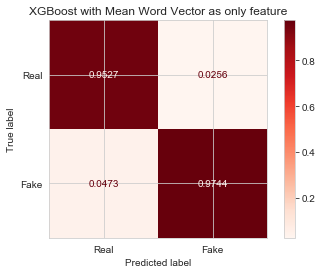 XGBoost with Mean Word Vector as only feature
Real
0.9527
0.0256
0.8
0.6
0.4
0.2
True label
Fake
0.0473
0.9744
Real
Fake
Predicted label